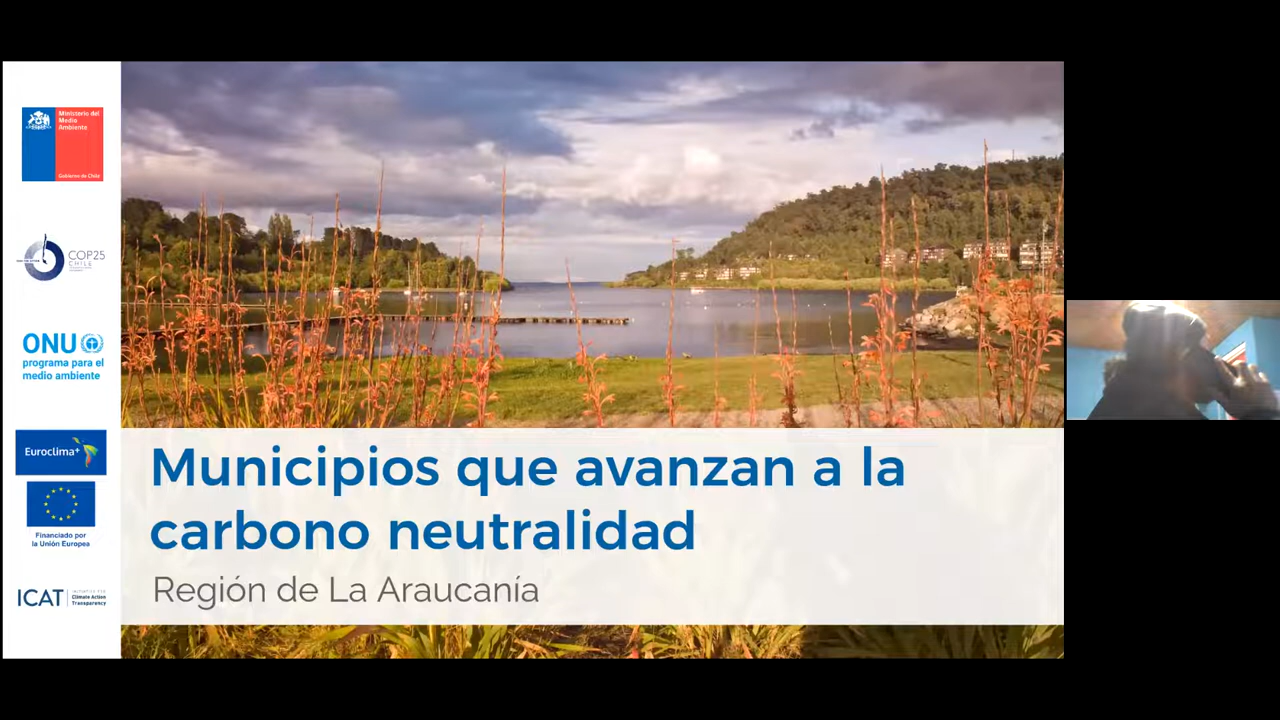 Ministerio del
Medio
Ambiente
Gobierno de Chile
COP25
CHILE
ONU
programa para el
medio ambiente
Euroclima+
Financiado por
la Unión Europea
ICAT
Climate Action
Transparency
Municipios que avanzan a la
carbono neutralidad
Región de La Araucanía